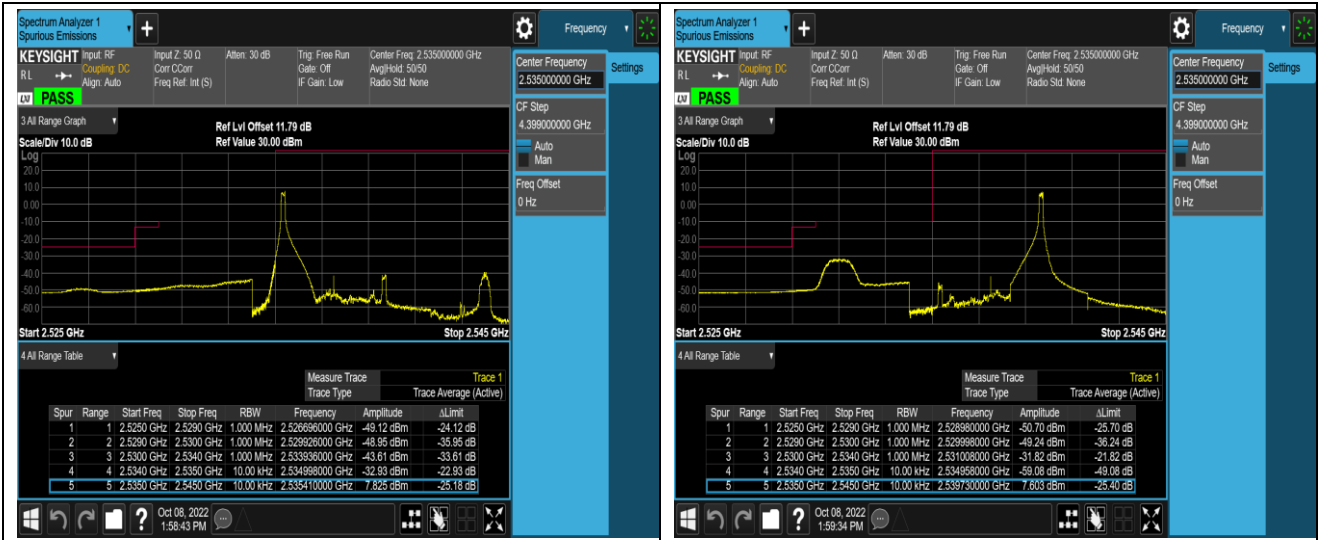 Spectrum Analyzer 1
Spurious Emissions
+
Frequency
KEYSIGHT Input: RF Input Z: 50 Ω Atten: 30 dB Trig: Free Run Center Freq: 2.535000000 GHz
Coupling: DC Corr CCorr Gate: Off Avg|Hold: 50/50
R L Align: Auto Freq Ref: Int (S) IF Gain: Low Radio Std: None
LXI PASS
Center Frequency
2.535000000 GHz
Settings
CF Step
4.399000000 GHz
Auto
Man
Freq Offset
0 Hz
3 All Range Graph
Ref Lvl Offset 11.79 dB
Scale/Div 10.0 dB Ref Value 30.00 dBm
Log
20.0
10.0
0.00
-10.0
-20.0
-30.0
-40.0
-50.0
-60.0
Start 2.525 GHz Stop 2.545 GHz
4 All Range Table
Measure Trace Trace 1
Trace Type Trace Average (Active)
Spur Range Start Freq Stop Freq RBW Frequency Amplitude ΔLimit
1 1 2.5250 GHz 2.5290 GHz 1.000 MHz 2.526696000 GHz -49.12 dBm -24.12 dB
2 2 2.5290 GHz 2.5300 GHz 1.000 MHz 2.529926000 GHz -48.95 dBm -35.95 dB
3 3 2.5300 GHz 2.5340 GHz 1.000 MHz 2.533936000 GHz -43.61 dBm -33.61 dB
4 4 2.5340 GHz 2.5350 GHz 10.00 kHz 2.534998000 GHz -32.93 dBm -22.93 dB
5 5 2.5350 GHz 2.5450 GHz 10.00 kHz 2.535410000 GHz 7.825 dBm -25.18 dB
? Oct 08, 2022
1:58:43 PM
Spectrum Analyzer 1
Spurious Emissions
+
Frequency
KEYSIGHT Input: RF Input Z: 50 Ω Atten: 30 dB Trig: Free Run Center Freq: 2.535000000 GHz
Coupling: DC Corr CCorr Gate: Off Avg|Hold: 50/50
R L Align: Auto Freq Ref: Int (S) IF Gain: Low Radio Std: None
LXI PASS
Center Frequency
2.535000000 GHz
Settings
CF Step
4.399000000 GHz
Auto
Man
Freq Offset
0 Hz
3 All Range Graph
Ref Lvl Offset 11.79 dB
Scale/Div 10.0 dB Ref Value 30.00 dBm
Log
20.0
10.0
0.00
-10.0
-20.0
-30.0
-40.0
-50.0
-60.0
Start 2.525 GHz Stop 2.545 GHz
4 All Range Table
Measure Trace Trace 1
Trace Type Trace Average (Active)
Spur Range Start Freq Stop Freq RBW Frequency Amplitude ΔLimit
1 1 2.5250 GHz 2.5290 GHz 1.000 MHz 2.528980000 GHz -50.70 dBm -25.70 dB
2 2 2.5290 GHz 2.5300 GHz 1.000 MHz 2.529998000 GHz -49.24 dBm -36.24 dB
3 3 2.5300 GHz 2.5340 GHz 1.000 MHz 2.531008000 GHz -31.82 dBm -21.82 dB
4 4 2.5340 GHz 2.5350 GHz 10.00 kHz 2.534958000 GHz -59.08 dBm -49.08 dB
5 5 2.5350 GHz 2.5450 GHz 10.00 kHz 2.539730000 GHz 7.603 dBm -25.40 dB
? Oct 08, 2022
1:59:34 PM